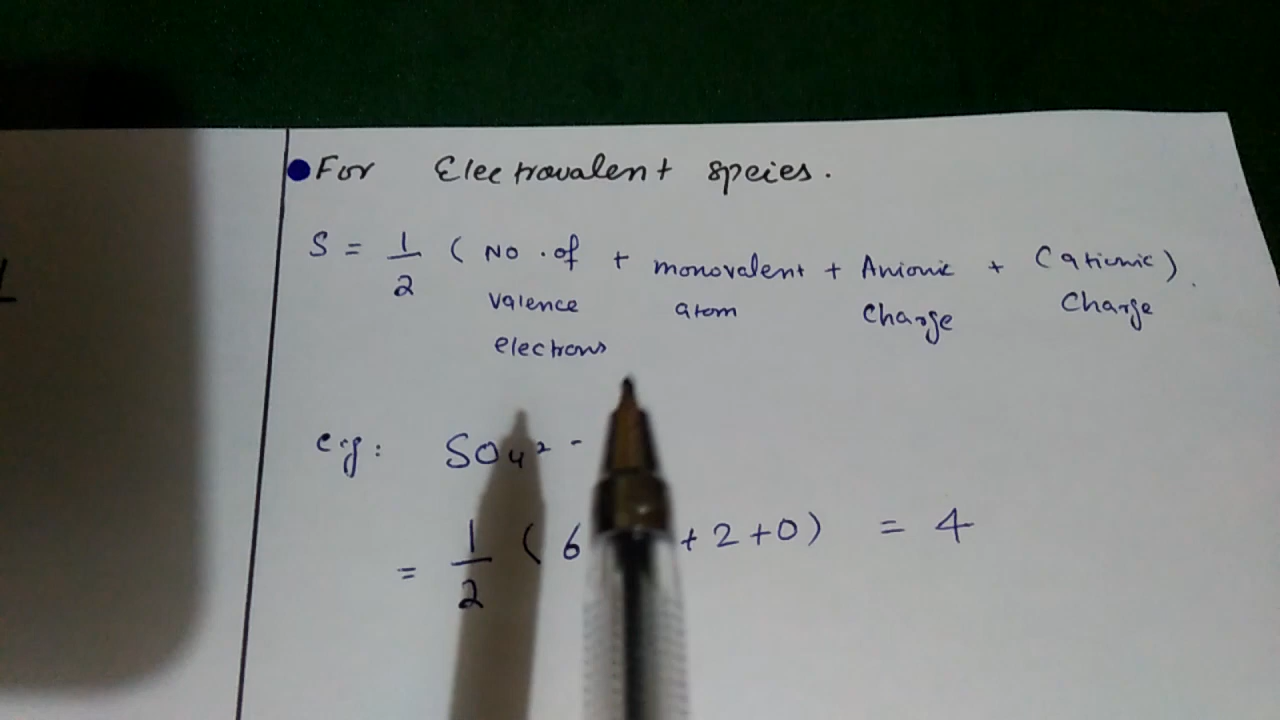 ● For Electrovalent speies.
S = 1/2 ( No. of + monovalent + Anionic + Cationic ) .
valence atom Charge Charge
electrons
e.g: SO₄²⁻
= 1/2 ( 6 + 2 + 0 ) = 4